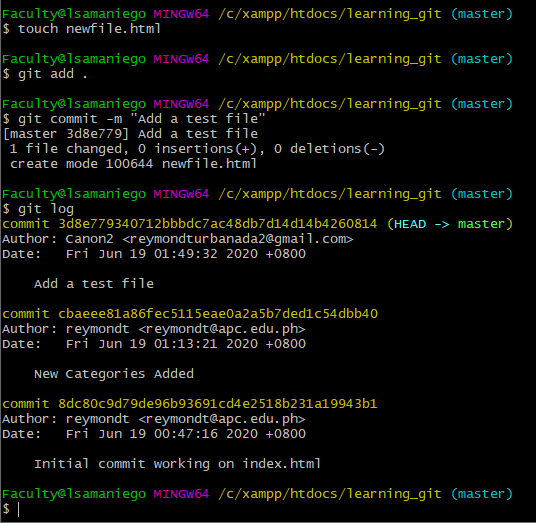 Faculty@lsamaniego MINGW64 /c/xampp/htdocs/learning_git (master)
$ touch newfile.html
Faculty@lsamaniego MINGW64 /c/xampp/htdocs/learning_git (master)
$ git add .
Faculty@lsamaniego MINGW64 /c/xampp/htdocs/learning_git (master)
$ git commit -m "Add a test file"
[master 3d8e779] Add a test file
 1 file changed, 0 insertions(+), 0 deletions(-)
 create mode 100644 newfile.html
Faculty@lsamaniego MINGW64 /c/xampp/htdocs/learning_git (master)
$ git log
commit 3d8e779340712bbbdc7ac48db7d14d14b4260814 (HEAD -> master)
Author: Canon2 <reymondturbanada2@gmail.com>
Date:   Fri Jun 19 01:49:32 2020 +0800
    Add a test file
commit cbaeee81a86fec5115eae0a2a5b7ded1c54dbb40
Author: reymondt <reymondt@apc.edu.ph>
Date:   Fri Jun 19 01:13:21 2020 +0800
    New Categories Added
commit 8dc80c9d79de96b93691cd4e2518b231a19943b1
Author: reymondt <reymondt@apc.edu.ph>
Date:   Fri Jun 19 00:47:16 2020 +0800
    Initial commit working on index.html
Faculty@lsamaniego MINGW64 /c/xampp/htdocs/learning_git (master)
$